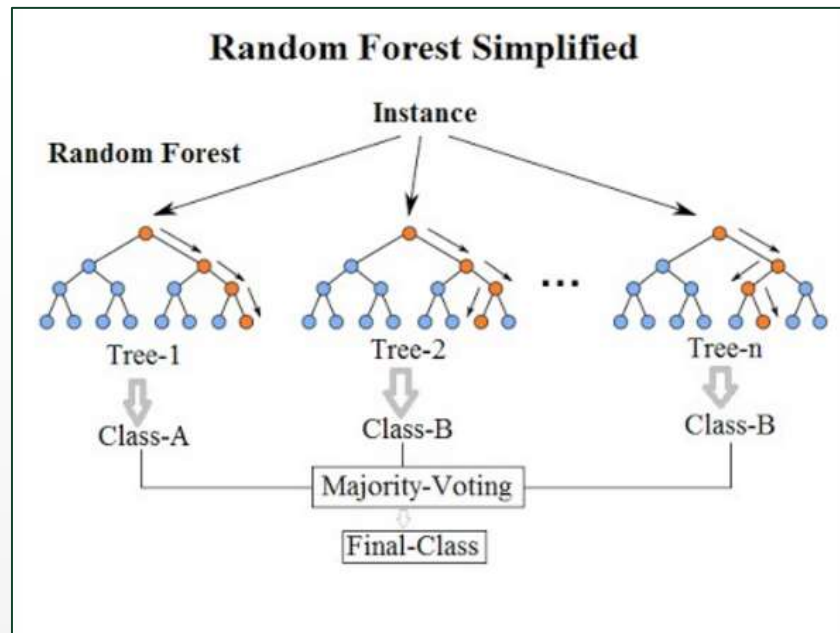 Random Forest Simplified
Instance
Random Forest
...
Tree-1
Tree-2
Tree-n
Class-A
Class-B
Class-B
Majority-Voting
Final-Class